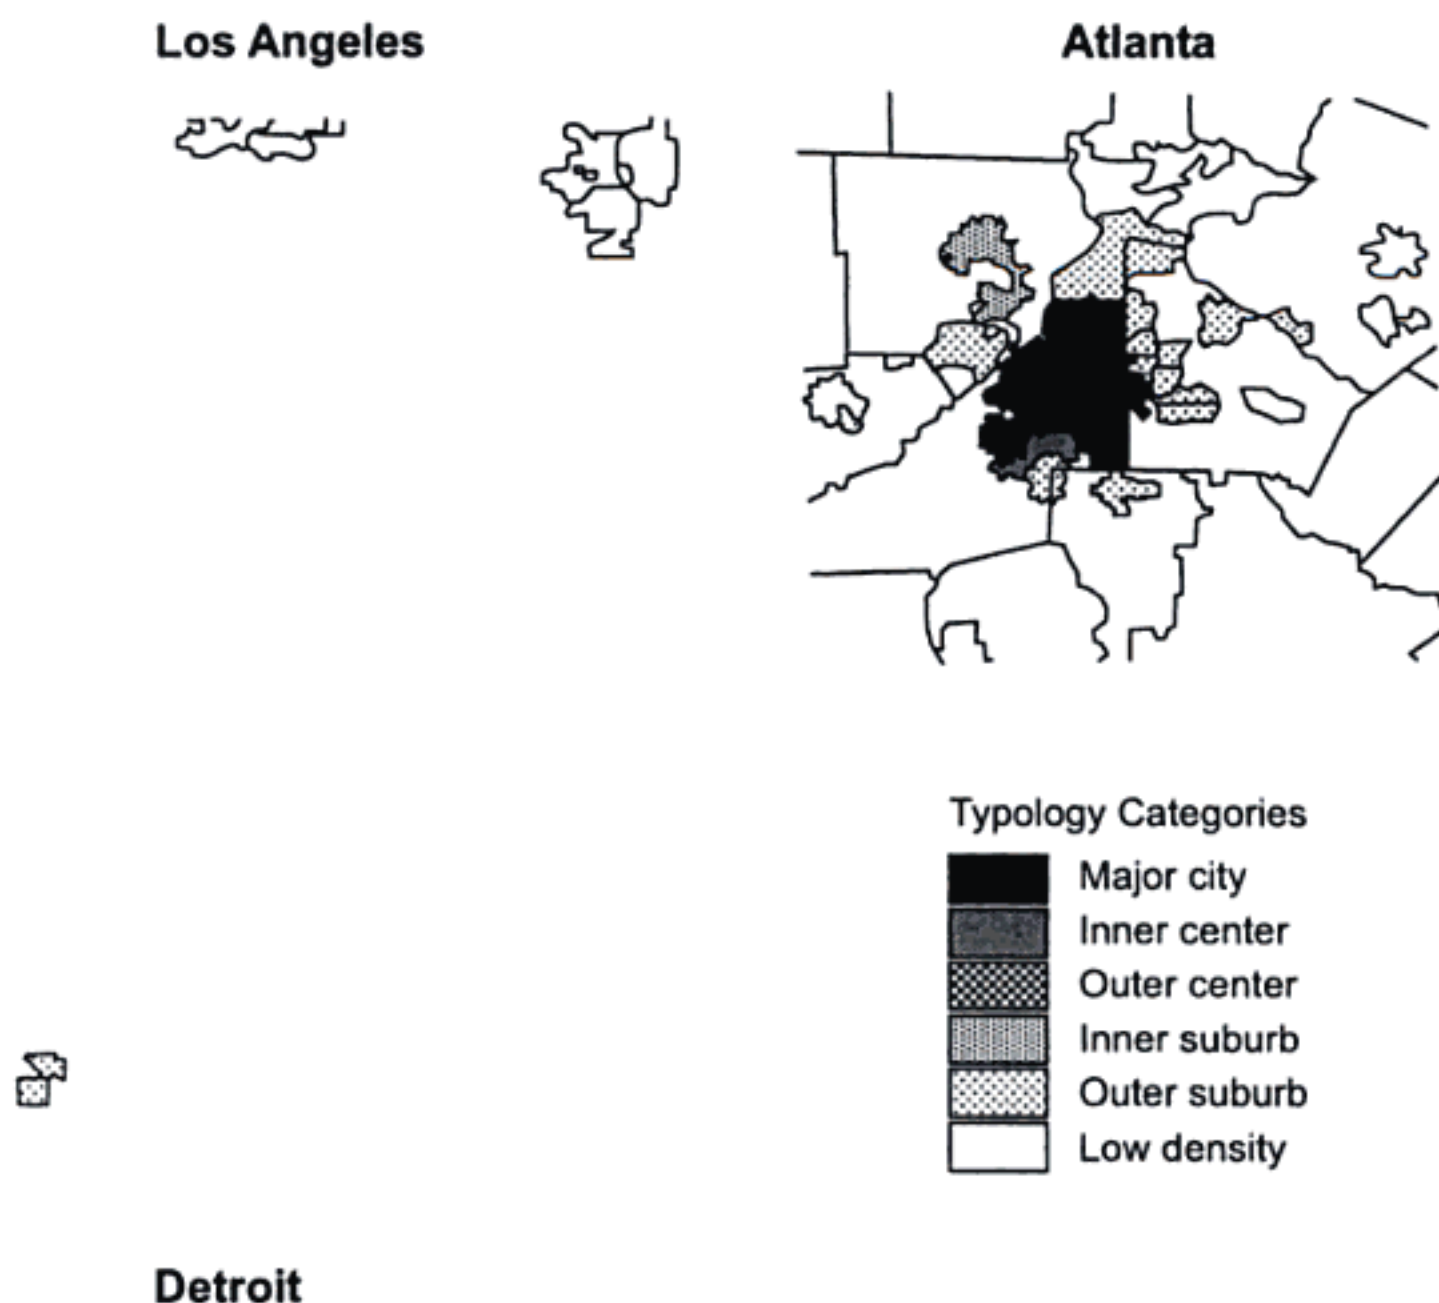 Los Angeles
Atlanta
Typology Categories
Major city
Inner center
Outer center
Inner suburb
Outer suburb
Low density
Detroit